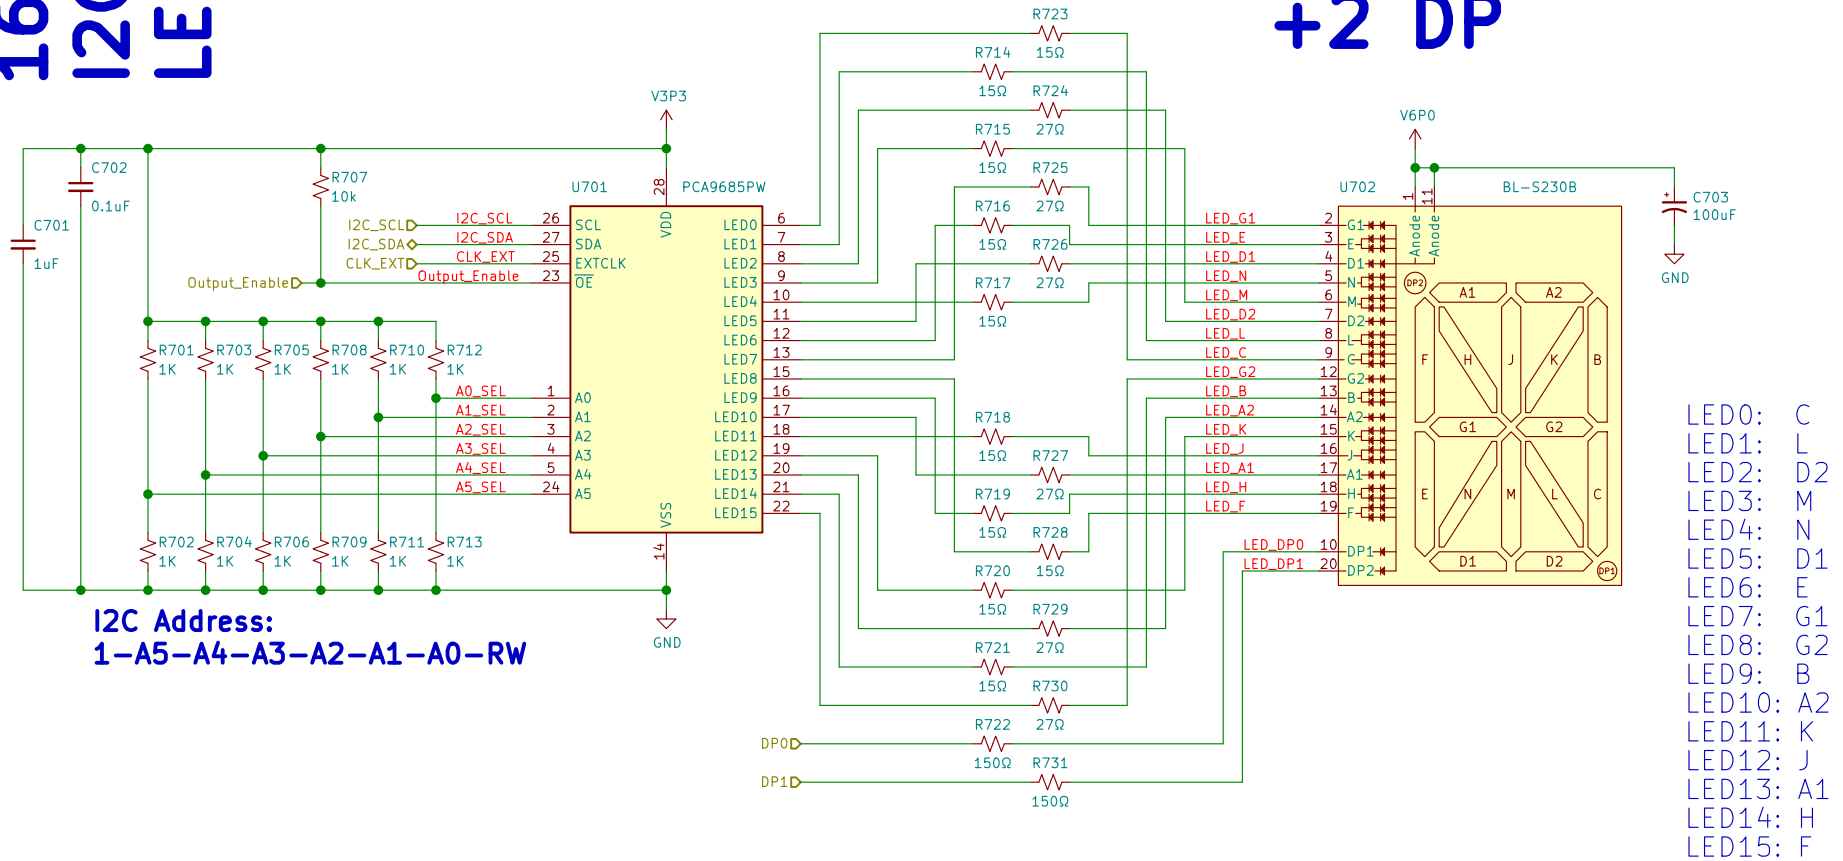 16
I2C
LE
+2 DP
V3P3
C702
0.1uF
C701
1uF
R707
10k
I2C_SCL
I2C_SDA
CLK_EXT
Output_Enable
I2C_SCL
I2C_SDA
CLK_EXT
Output_Enable
R701
1K
R703
1K
R705
1K
R708
1K
R710
1K
R712
1K
A0_SEL
A1_SEL
A2_SEL
A3_SEL
A4_SEL
A5_SEL
R702
1K
R704
1K
R706
1K
R709
1K
R711
1K
R713
1K
I2C Address:
1-A5-A4-A3-A2-A1-A0-RW
U701
PCA9685PW
28
VDD
26 SCL
27 SDA
25 EXTCLK
23 OE
1 A0
2 A1
3 A2
4 A3
5 A4
24 A5
VSS
14
GND
LED0 6
LED1 7
LED2 8
LED3 9
LED4 10
LED5 11
LED6 12
LED7 13
LED8 15
LED9 16
LED10 17
LED11 18
LED12 19
LED13 20
LED14 21
LED15 22
R723
15Ω
R714
15Ω
R724
27Ω
R715
15Ω
R725
27Ω
R716
15Ω
R726
27Ω
R717
15Ω
R718
15Ω
R727
27Ω
R719
15Ω
R728
15Ω
R720
15Ω
R729
27Ω
R721
15Ω
R730
27Ω
R722
150Ω
R731
150Ω
DP0
DP1
LED_G1
LED_E
LED_D1
LED_N
LED_M
LED_D2
LED_L
LED_C
LED_G2
LED_B
LED_A2
LED_K
LED_J
LED_A1
LED_H
LED_F
LED_DP0
LED_DP1
V6P0
U702
BL-S230B
1
11
Anode
Anode
2 G1
3 E
4 D1
5 N
6 M
7 D2
8 L
9 C
12 G2
13 B
14 A2
15 K
16 J
17 A1
18 H
19 F
10 DP1
20 DP2
DP2
A1
A2
F
H
J
K
B
G1
G2
E
N
M
L
C
D1
D2
DP1
C703
100uF
GND
LED0: C
LED1: L
LED2: D2
LED3: M
LED4: N
LED5: D1
LED6: E
LED7: G1
LED8: G2
LED9: B
LED10: A2
LED11: K
LED12: J
LED13: A1
LED14: H
LED15: F